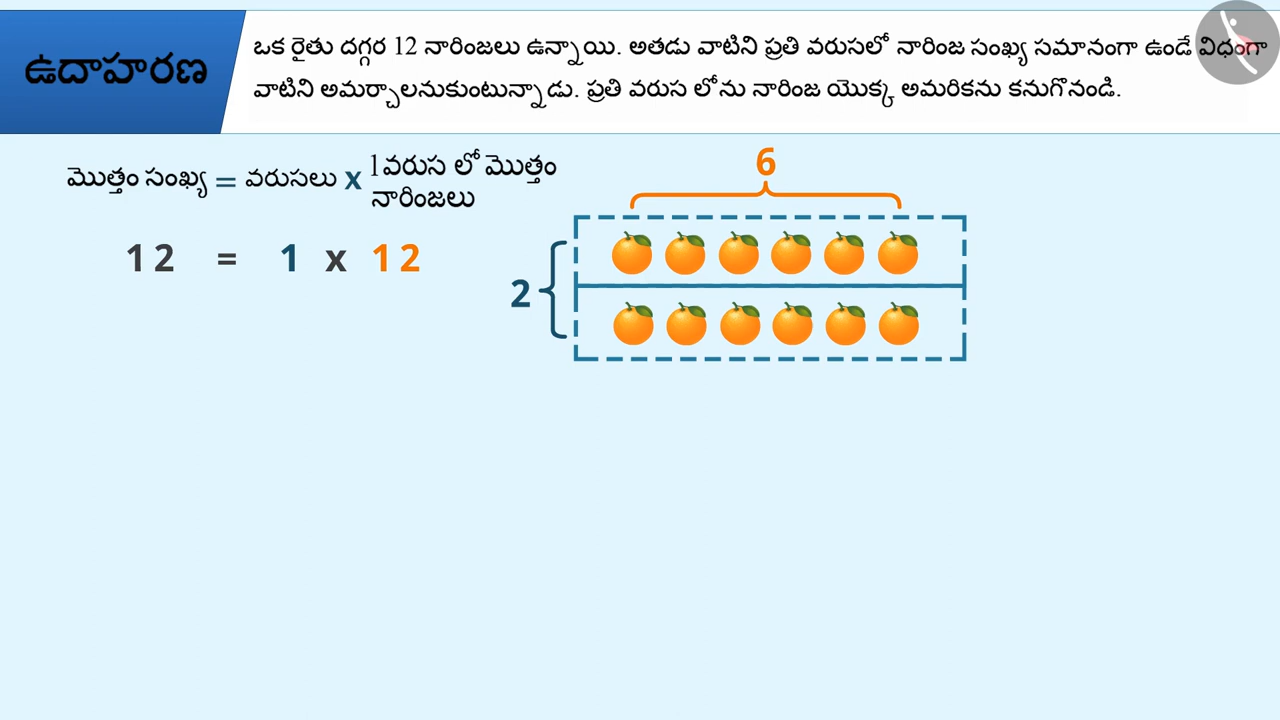 ఉదాహరణ
ఒక రైతు దగ్గర 12 నారింజలు ఉన్నాయి. అతడు వాటిని ప్రతి వరుసలో నారింజ సంఖ్య సమానంగా ఉండే విధంగా
వాటిని అమర్చాలనుకుంటున్నాడు. ప్రతి వరుస లోను నారింజ యొక్క అమరికను కనుగొనండి.
మొత్తం సంఖ్య = వరుసలు x 1వరుస లో మొత్తం
నారింజలు
12 = 1 x 12
6
2